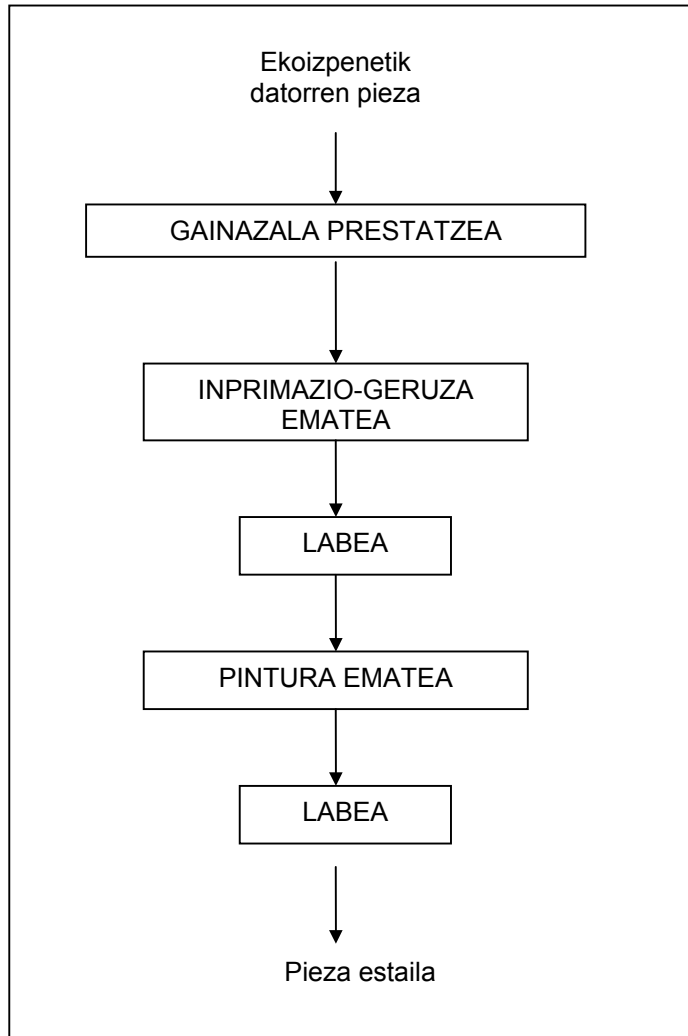 Ekoizpenetik
datorren pieza
GAINAZALA PRESTATZEA
INPRIMAZIO-GERUZA
EMATEA
LABEA
PINTURA EMATEA
LABEA
Pieza estaila